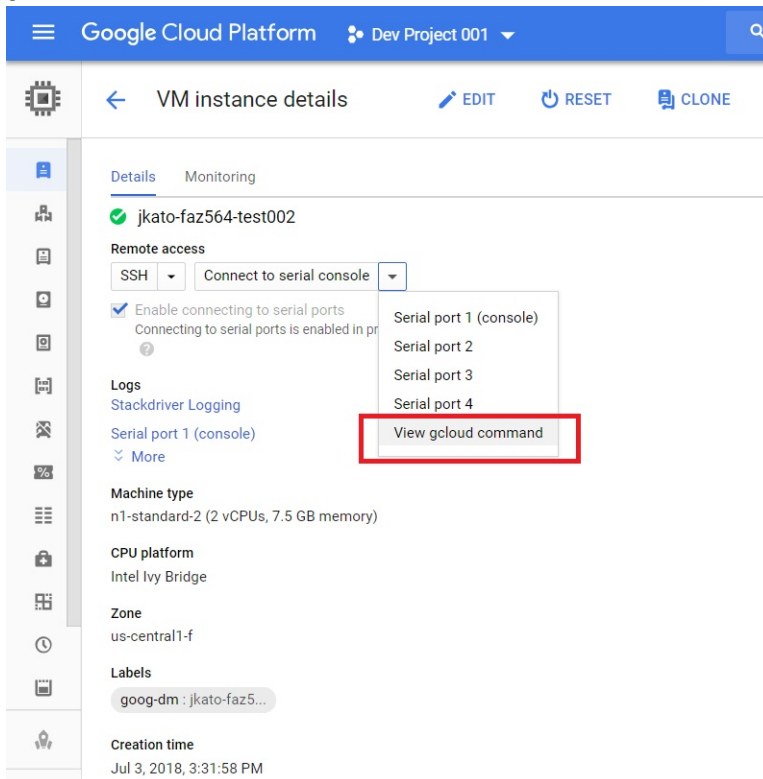 Google Cloud Platform Dev Project 001
VM instance details EDIT RESET CLONE
Details Monitoring
jkato-faz564-test002
Remote access
SSH Connect to serial console
Enable connecting to serial ports
Connecting to serial ports is enabled in pr
Serial port 1 (console)
Serial port 2
Serial port 3
Serial port 4
View gcloud command
Logs
Stackdriver Logging
Serial port 1 (console)
More
Machine type
n1-standard-2 (2 vCPUs, 7.5 GB memory)
CPU platform
Intel Ivy Bridge
Zone
us-central1-f
Labels
goog-dm : jkato-faz5...
Creation time
Jul 3, 2018, 3:31:58 PM